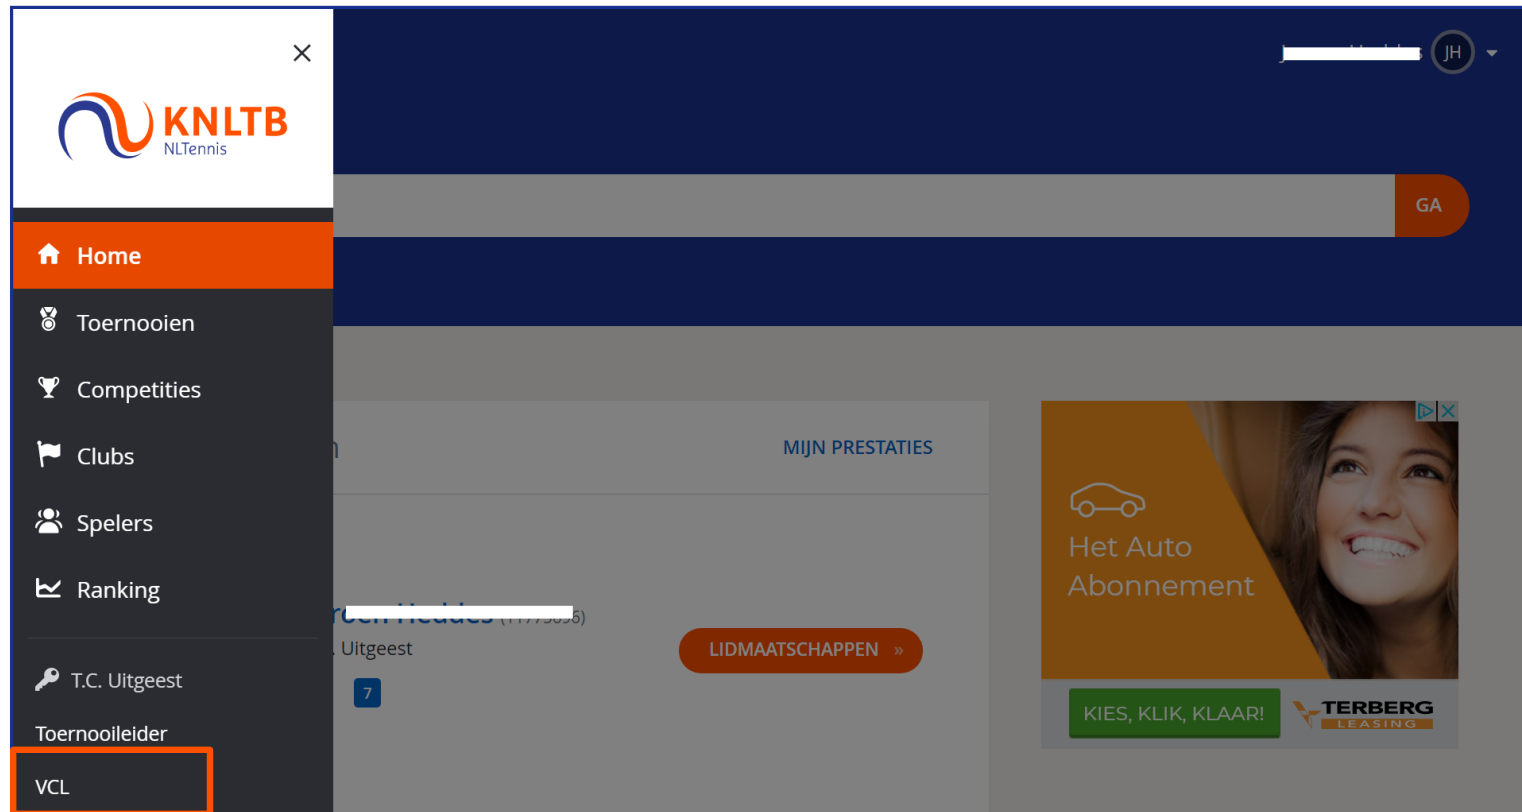 JH
KNLTB
NLTennis
GA
Home
Toernooien
Competities
MIJN PRESTATIES
Clubs
Spelers
Het Auto
Abonnement
Ranking
Uitgeest
LIDMAATSCHAPPEN »
T.C. Uitgeest
7
KIES, KLIK, KLAAR!
TERBERG
LEASING
Toernooileider
VCL